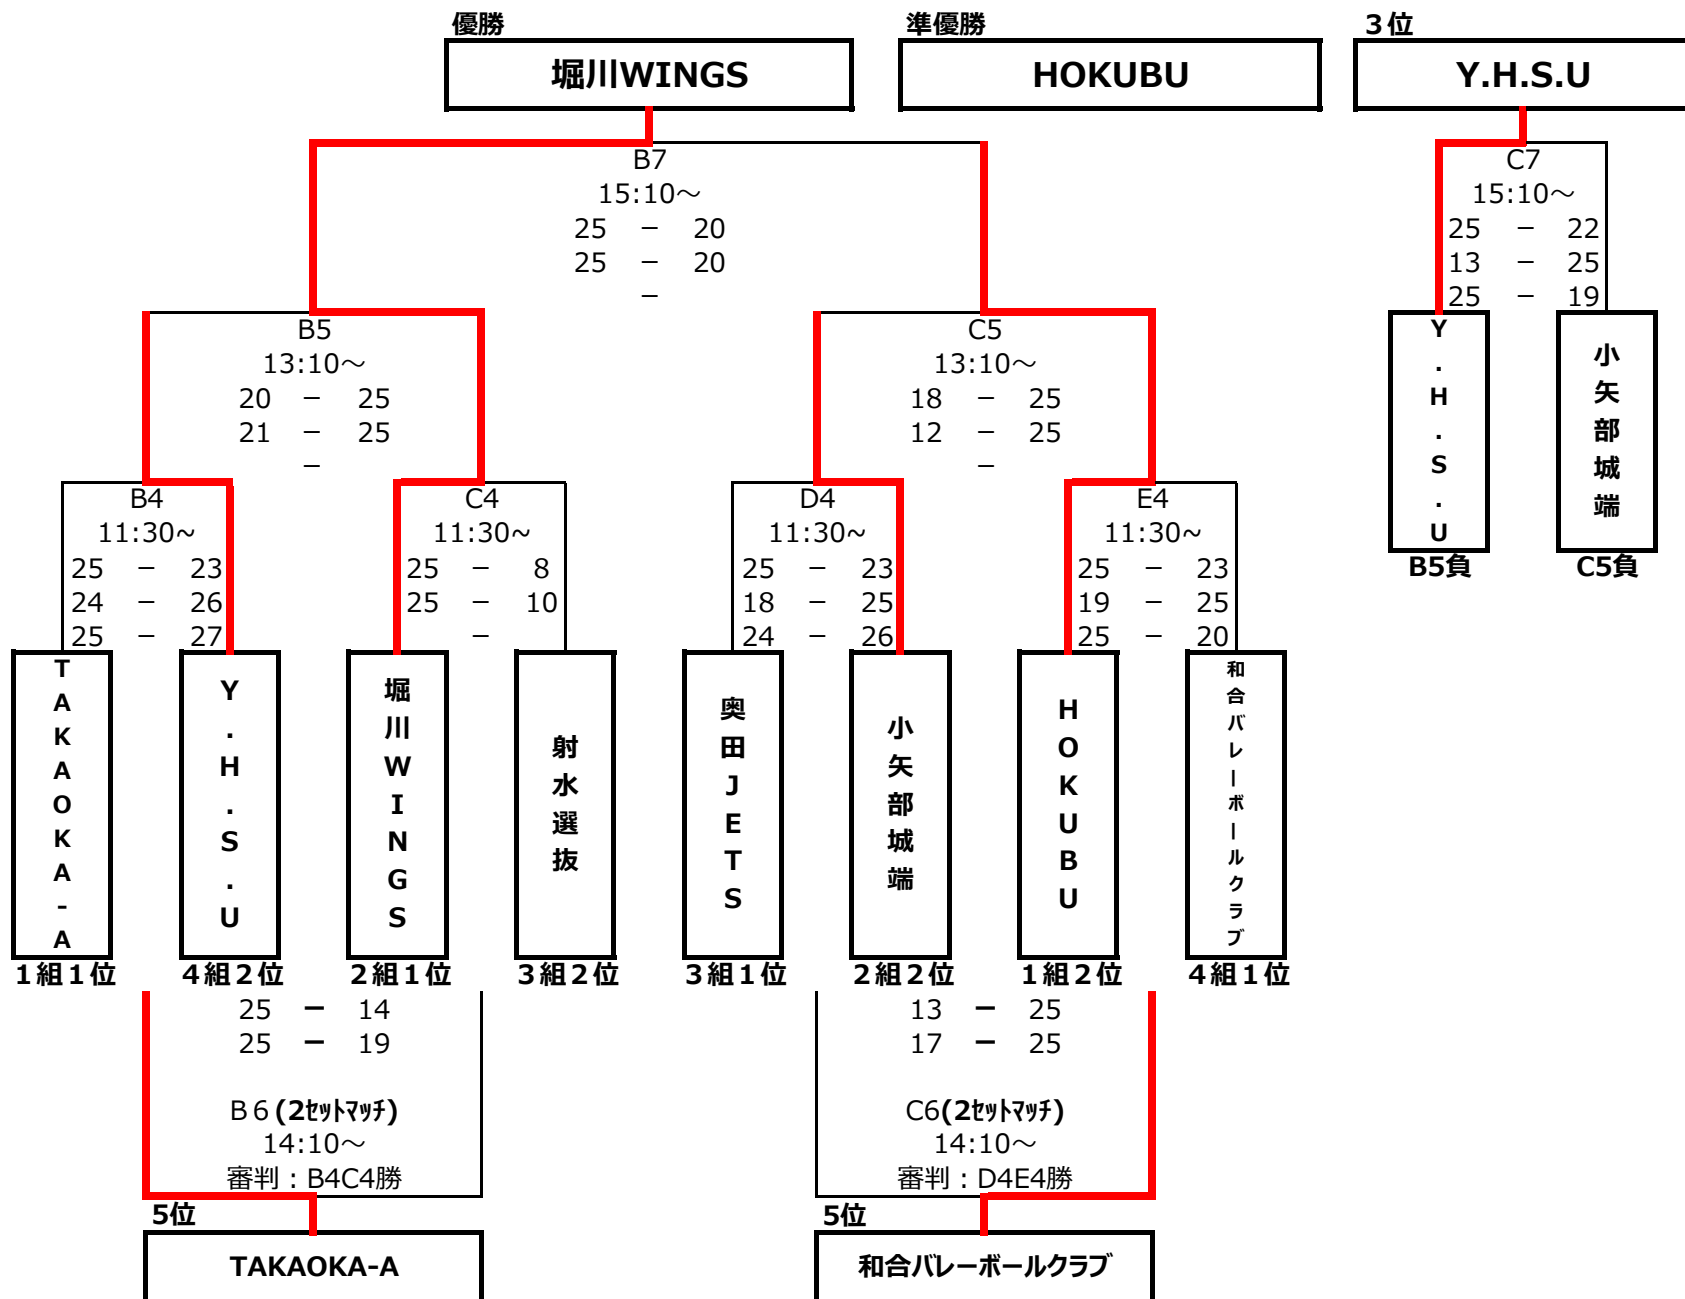 優勝 準優勝 3位
堀川WINGS HOKUBU Y.H.S.U
B7 C7
15:10～ 15:10～
25 － 20 25 － 22
25 － 20 13 － 25
－ 25 － 19
B5 C5
13:10～ 13:10～
20 － 25 18 － 25
21 － 25 12 － 25
－ －
Y.H.S.U 小矢部城端
B5負 C5負
B4 C4 D4 E4
11:30~ 11:30~ 11:30~ 11:30~
25 － 23 25 － 8 25 － 23 25 － 23
24 － 26 25 － 10 18 － 25 19 － 25
25 － 27 － 24 － 26 25 － 20
TAKAOKA-A Y.H.S.U 堀川WINGS 射水選抜 奥田JETS 小矢部城端 HOKUBU 和合バレーボールクラブ
1組1位 4組2位 2組1位 3組2位 3組1位 2組2位 1組2位 4組1位
25 － 14 13 － 25
25 － 19 17 － 25
B6(2ｾｯﾄﾏｯﾁ) C6(2ｾｯﾄﾏｯﾁ)
14:10～ 14:10～
審判：B4C4勝 審判：D4E4勝
5位 5位
TAKAOKA-A 和合バレーボールクラブ